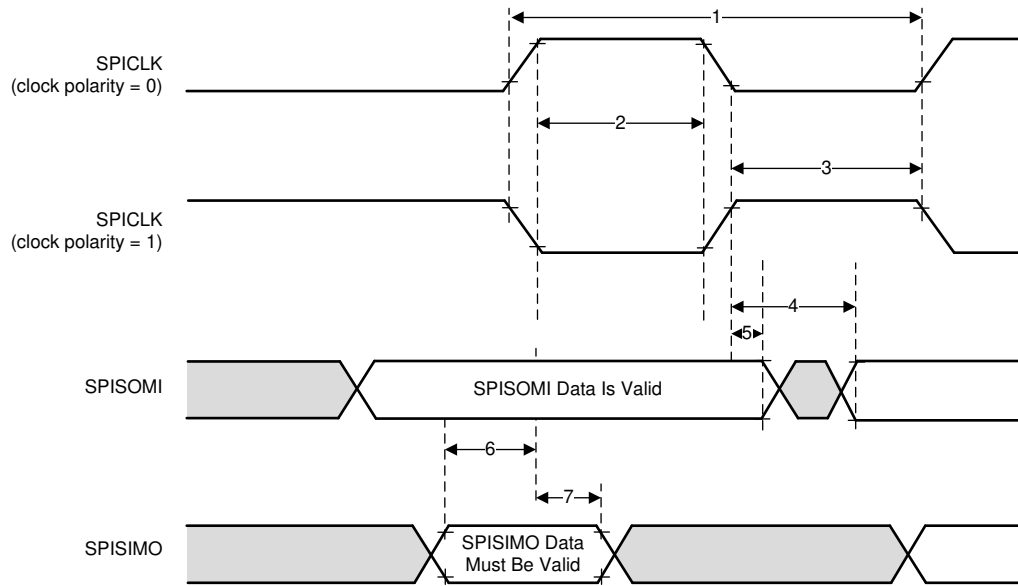 1
SPICLK
(clock polarity = 0)
2
3
SPICLK
(clock polarity = 1)
4
5
SPISOMI
SPISOMI Data Is Valid
6
7
SPISIMO
SPISIMO Data
Must Be Valid